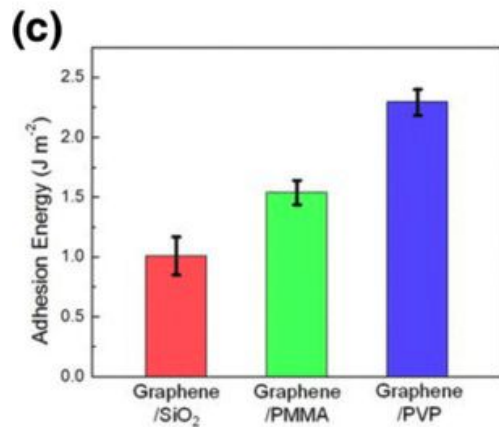 (c)
Adhesion Energy (J m⁻²)
2.5
2.0
1.5
1.0
0.5
0.0
Graphene
/SiO₂
Graphene
/PMMA
Graphene
/PVP